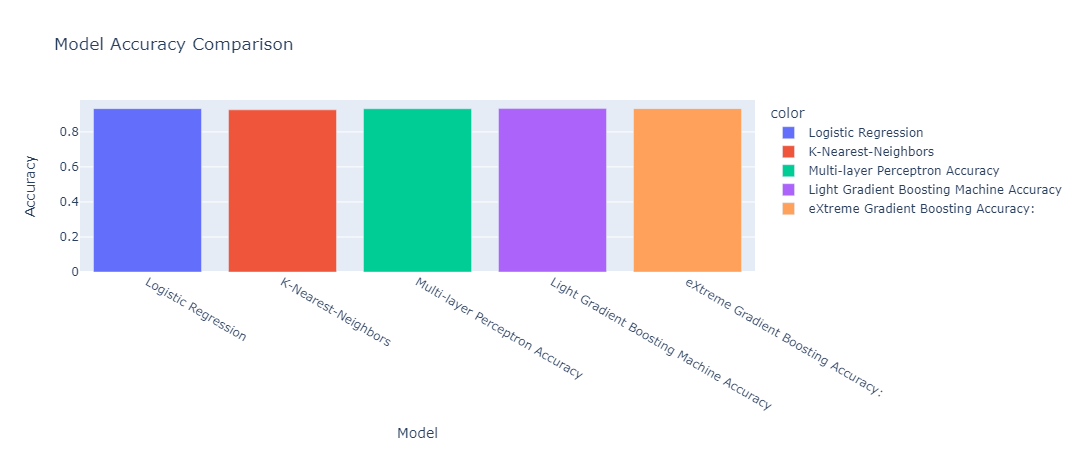 Model Accuracy Comparison
Accuracy
0.8
0.6
0.4
0.2
0
Logistic Regression
K-Nearest-Neighbors
Multi-layer Perceptron Accuracy
Light Gradient Boosting Machine Accuracy
eXtreme Gradient Boosting Accuracy:
Model
color
Logistic Regression
K-Nearest-Neighbors
Multi-layer Perceptron Accuracy
Light Gradient Boosting Machine Accuracy
eXtreme Gradient Boosting Accuracy: